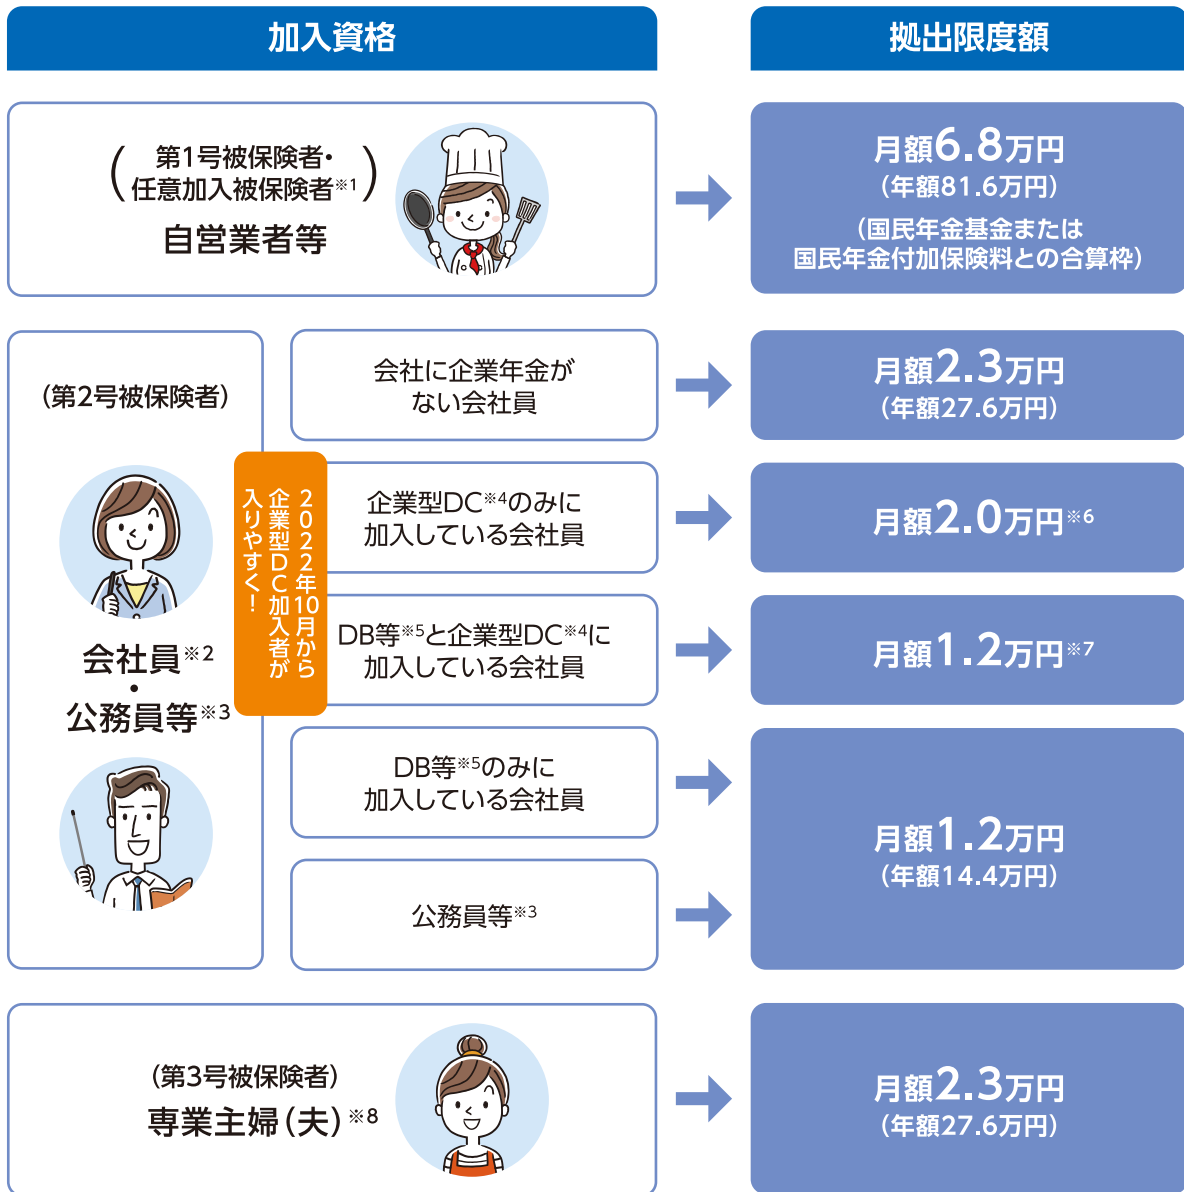 加入資格
拠出限度額
第1号被保険者・
任意加入被保険者※1
自営業者等
月額6.8万円
(年額81.6万円)
(国民年金基金または
国民年金付加保険料との合算枠)
(第2号被保険者)
会社員※2
・
公務員等※3
2022年10月から
企業型DC加入者が
入りやすく!
会社に企業年金が
ない会社員
月額2.3万円
(年額27.6万円)
企業型DC※4のみに
加入している会社員
月額2.0万円※6
DB等※5と企業型DC※4に
加入している会社員
月額1.2万円※7
DB等※5のみに
加入している会社員
公務員等※3
月額1.2万円
(年額14.4万円)
(第3号被保険者)
専業主婦(夫)※8
月額2.3万円
(年額27.6万円)